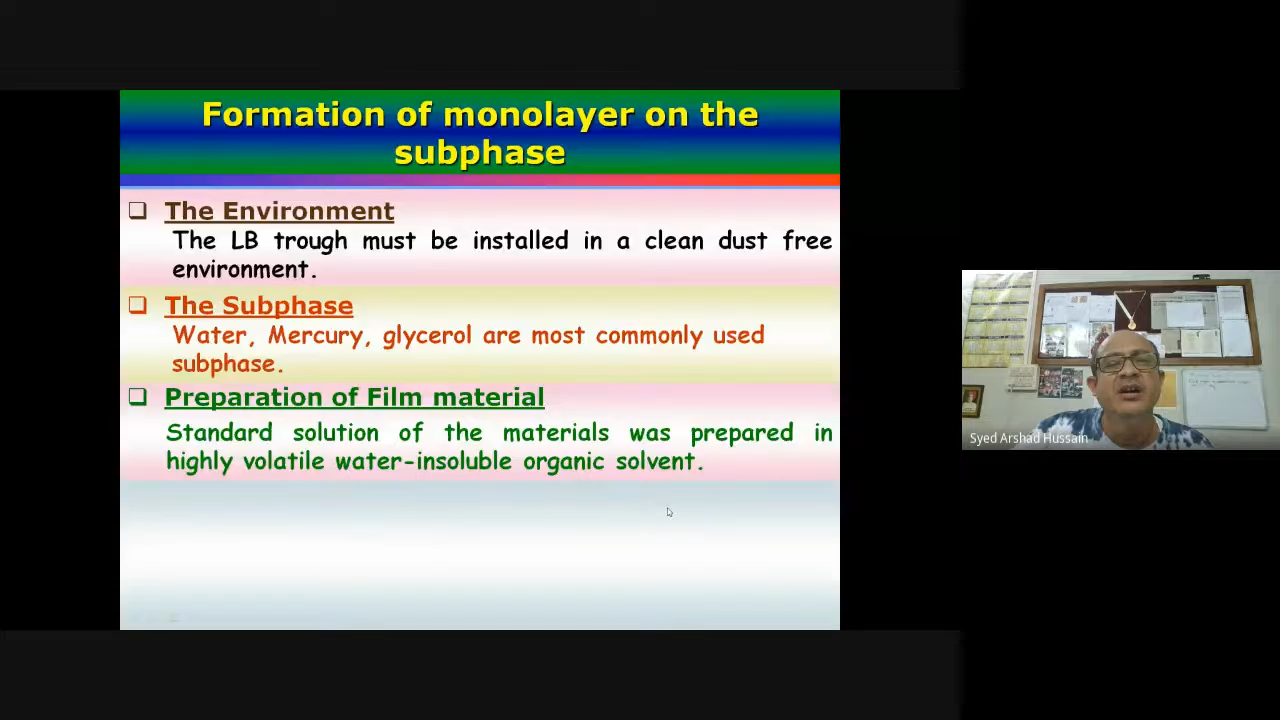 Formation of monolayer on the
subphase
❑ The Environment
The LB trough must be installed in a clean dust free
environment.
❑ The Subphase
Water, Mercury, glycerol are most commonly used
subphase.
❑ Preparation of Film material
Standard solution of the materials was prepared in
highly volatile water-insoluble organic solvent.
Syed Arshad Hussain